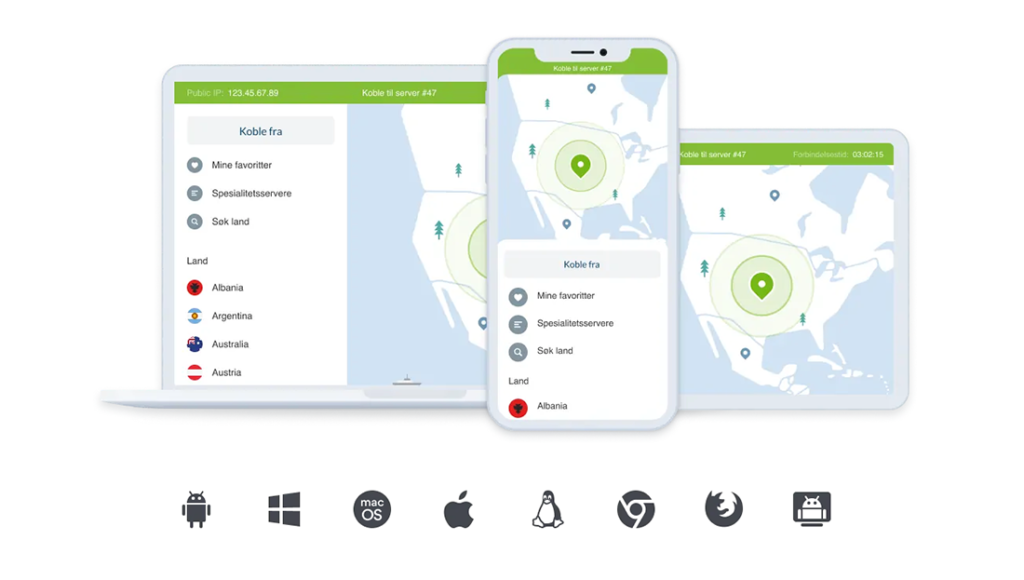 Public IP: 123.45.67.89
Koble til server #47
Koble fra
Mine favoritter
Spesialitetsservere
Søk land
Land
Albania
Argentina
Australia
Austria
Koble til server #47
Koble fra
Mine favoritter
Spesialitetsservere
Søk land
Land
Albania
Koble til server #47
Forbindelsestid: 03:02:15
mac
OS